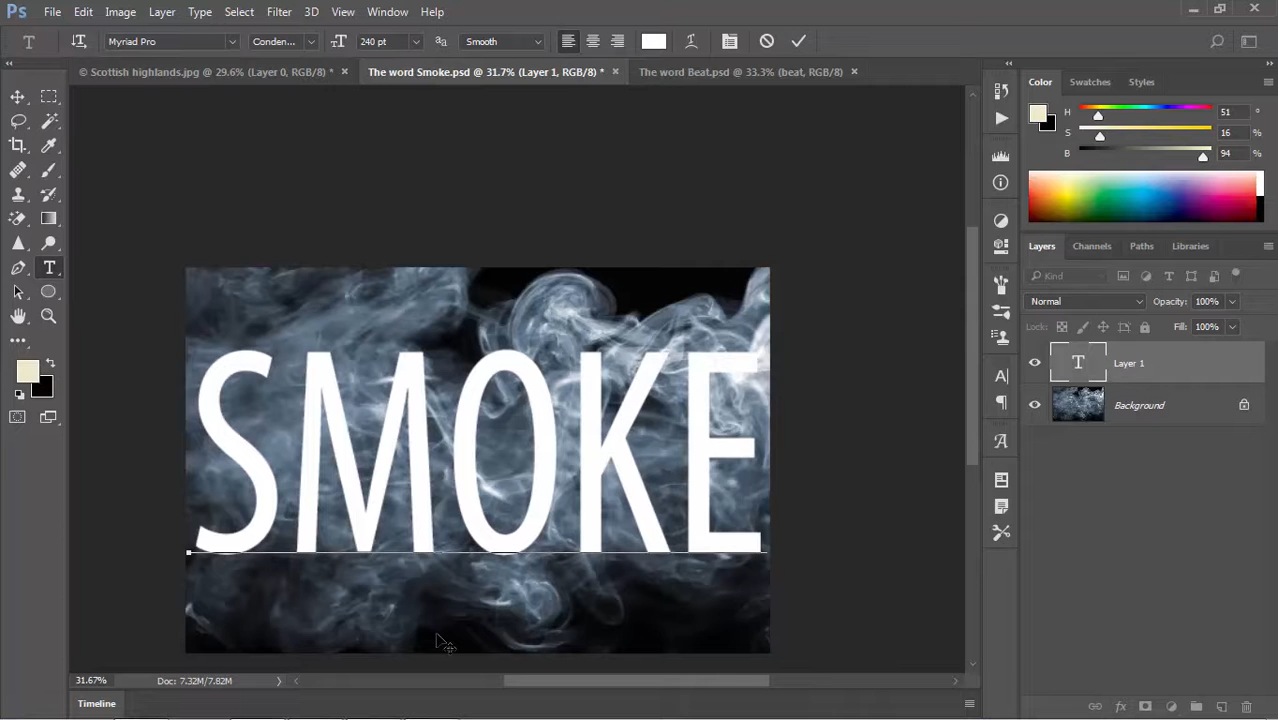 Ps File Edit Image Layer Type Select Filter 3D View Window Help
T Myriad Pro Conden... 240 pt Smooth
© Scottish highlands.jpg @ 29.6% (Layer 0, RGB/8) * × The word Smoke.psd @ 31.7% (Layer 1, RGB/8) * × The word Beat.psd @ 33.3% (beat, RGB/8) ×
Color Swatches Styles
H 51 °
S 16 %
B 94 %
Layers Channels Paths Libraries
Kind
Normal Opacity: 100%
Lock: Fill: 100%
T Layer 1
Background
SMOKE
31.67% Doc: 7.32M/7.82M
Timeline